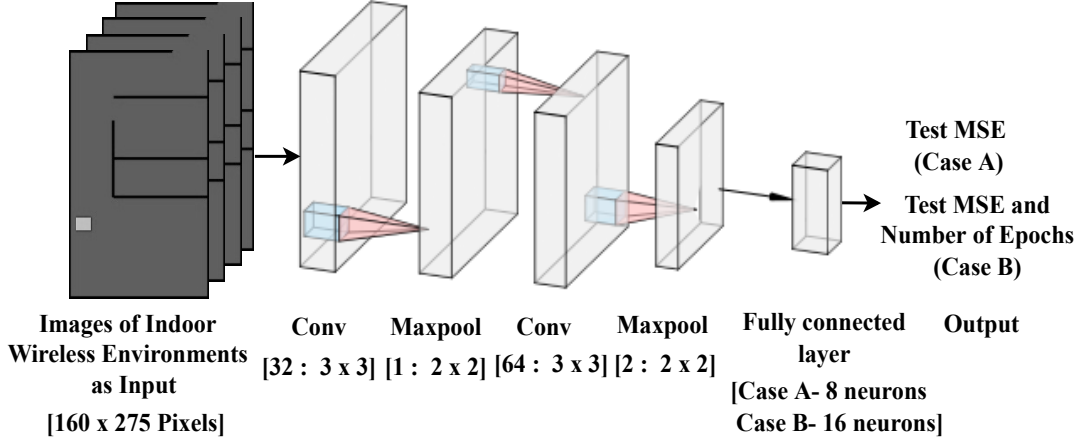 Test MSE
(Case A)
Test MSE and
Number of Epochs
(Case B)
Images of Indoor
Wireless Environments
as Input
[160 x 275 Pixels]
Conv
[32 : 3 x 3]
Maxpool
[1 : 2 x 2]
Conv
[64 : 3 x 3]
Maxpool
[2 : 2 x 2]
Fully connected
layer
[Case A- 8 neurons
Case B- 16 neurons]
Output